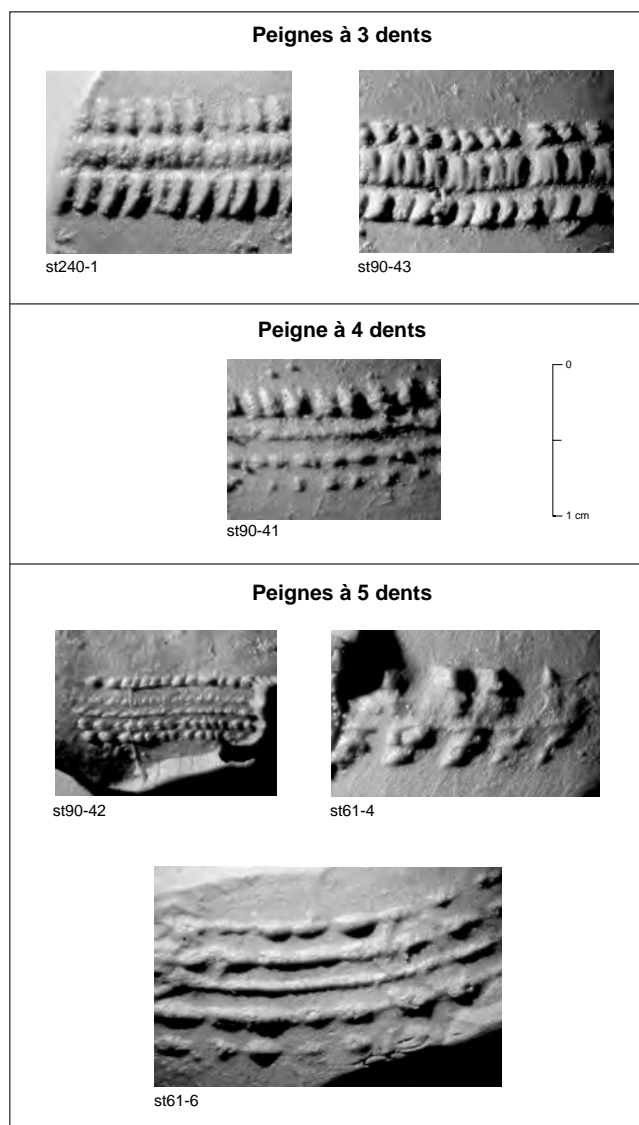 Peignes à 3 dents
st240-1
st90-43
Peigne à 4 dents
0
1 cm
st90-41
Peignes à 5 dents
st90-42
st61-4
st61-6